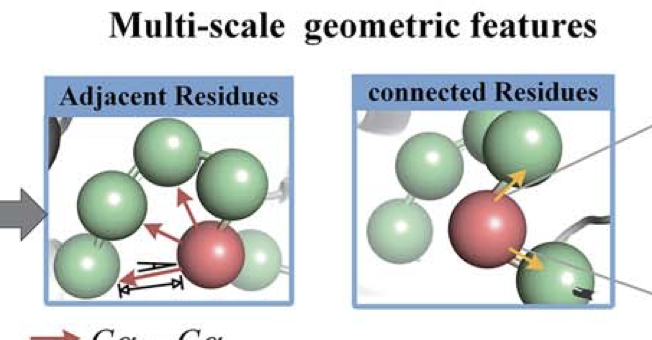 Multi-scale geometric features
Adjacent Residues
connected Residues